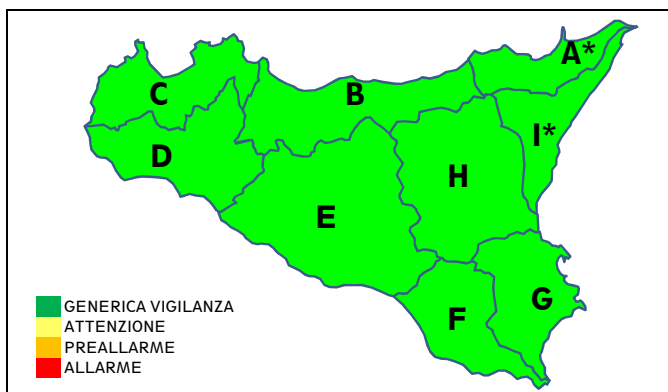 A*
C
B
I*
D
H
E
G
F
GENERICA VIGILANZA
ATTENZIONE
PREALLARME
ALLARME